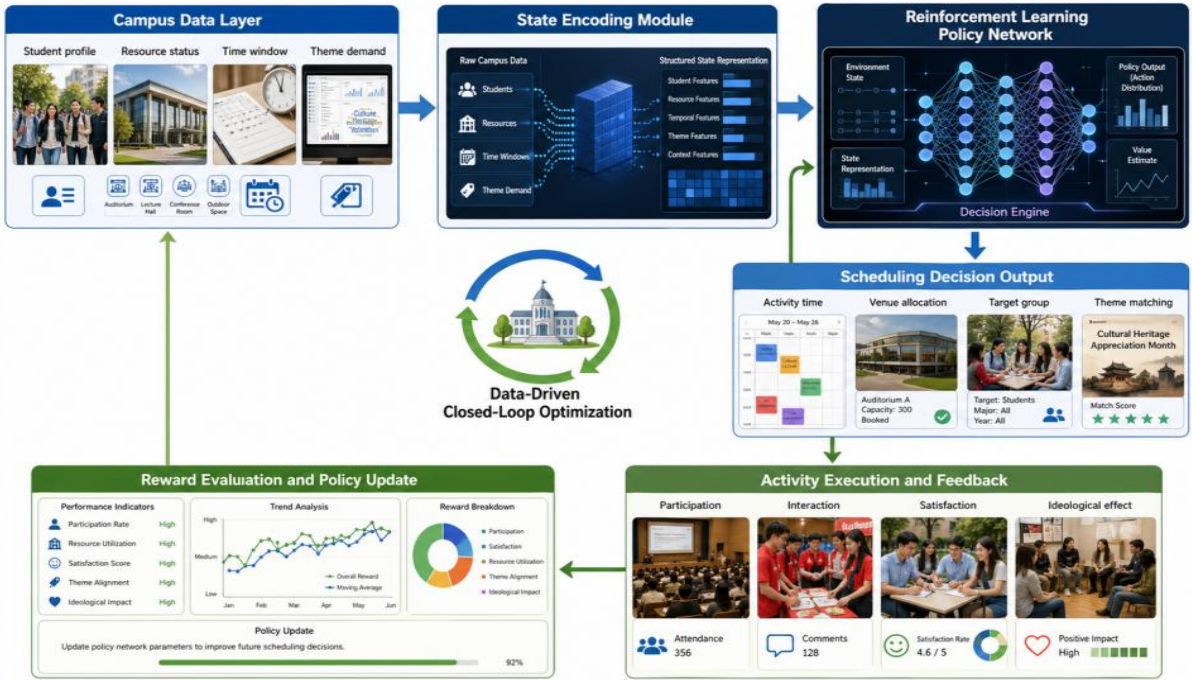 Campus Data Layer
Student profile
Resource status
Time window
Theme demand
Auditorium
Lecture
Hall
Conference
Room
Outdoor
Space
State Encoding Module
Raw Campus Data
Students
Resources
Time Windows
Theme Demand
Structured State Representation
Student Features
Resource Features
Temporal Features
Theme Features
Context Features
Reinforcement Learning
Policy Network
Environment
State
State
Representation
Policy Output
(Action
Distribution)
Value
Estimate
Decision Engine
Data-Driven
Closed-Loop Optimization
Scheduling Decision Output
Activity time
May 20 – May 26
Venue allocation
Auditorium A
Capacity: 300
Booked
Target group
Target: Students
Major: All
Year: All
Theme matching
Cultural Heritage
Appreciation Month
Match Score
Reward Evaluation and Policy Update
Performance Indicators
Participation Rate High
Resource Utilization High
Satisfaction Score High
Theme Alignment High
Ideological Impact High
Trend Analysis
High
Medium
Low
Overall Reward
Moving Average
Jan Feb Mar Apr May Jun
Reward Breakdown
Participation
Satisfaction
Resource Utilization
Theme Alignment
Ideological Impact
Policy Update
Update policy network parameters to improve future scheduling decisions.
92%
Activity Execution and Feedback
Participation
Attendance
356
Interaction
Comments
128
Satisfaction
Satisfaction Rate
4.6 / 5
Ideological effect
Positive Impact
High